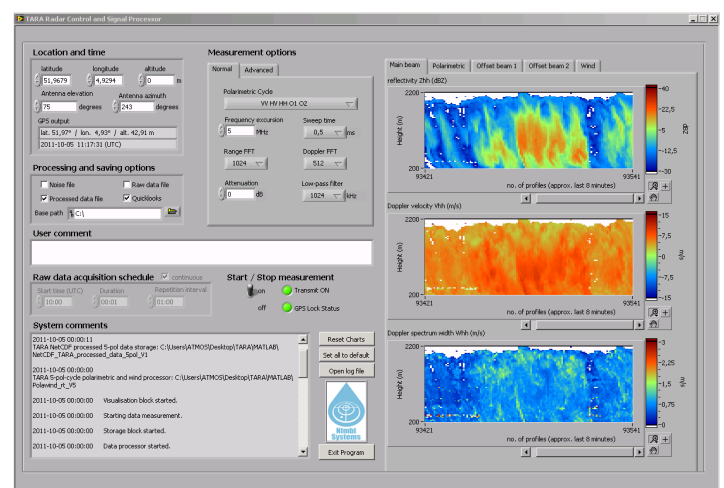 TARA Radar Control and Signal Processor
Location and time
latitude longitude altitude
51,9679 4,9294 0 m
Antenna elevation Antenna azimuth
75 degrees 243 degrees
GPS output
lat. 51,97° / lon. 4,93° / alt. 42,91 m
2011-10-05 11:17:31 (UTC)
Processing and saving options
Noise file Raw data file
Processed data file Quicklooks
Base path C:\
Measurement options
Normal Advanced
Polarimetric Cycle
VV HV HH O1 O2
Frequency excursion Sweep time
5 MHz 0,5 ms
Range FFT Doppler FFT
1024 512
Attenuation Low-pass filter
0 dB 1024 kHz
User comment
Raw data acquisition schedule continuous
Start time (UTC) Duration Repetition interval
10:00 00:01 01:00
Start / Stop measurement
on Transmit ON
off GPS Lock Status
System comments
2011-10-05 00:00:11
TARA NetCDF processed 5-pol data storage: C:\Users\ATMOS\Desktop\TARA\MATLAB\
NetCDF_TARA_processed_data_5pol_V1
2011-10-05 00:00:00
TARA 5-pol-cycle polarimetric and wind processor: C:\Users\ATMOS\Desktop\TARA\MATLAB\
Polawind_rt_V5
2011-10-05 00:00:00 Visualisation block started.
2011-10-05 00:00:00 Starting data measurement.
2011-10-05 00:00:00 Storage block started.
2011-10-05 00:00:00 Data processor started.
Reset Charts
Set all to default
Open log file
Nimbi
Systems
Exit Program
Main beam Polarimetric Offset beam 1 Offset beam 2 Wind
reflectivity Zhh (dBZ)
2200
Height (m)
200
93421 93541
no. of profiles (approx. last 8 minutes)
40
22,5
5
-12,5
-30
dBZ
Doppler velocity Vhh (m/s)
2200
Height (m)
200
93421 93541
no. of profiles (approx. last 8 minutes)
15
7,5
0
-7,5
-15
m/s
Doppler spectrum width Whh (m/s)
2200
Height (m)
200
93421 93541
no. of profiles (approx. last 8 minutes)
3
2,25
1,5
0,75
0
m/s